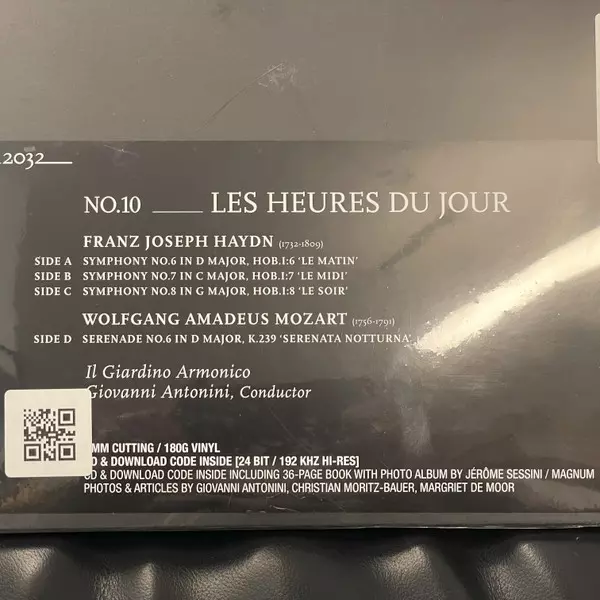 2032
NO.10 ____ LES HEURES DU JOUR
FRANZ JOSEPH HAYDN (1732-1809)
SIDE A SYMPHONY NO.6 IN D MAJOR, HOB.I:6 ‘LE MATIN’
SIDE B SYMPHONY NO.7 IN C MAJOR, HOB.I:7 ‘LE MIDI’
SIDE C SYMPHONY NO.8 IN G MAJOR, HOB.I:8 ‘LE SOIR’
WOLFGANG AMADEUS MOZART (1756-1791)
SIDE D SERENADE NO.6 IN D MAJOR, K.239 ‘SERENATA NOTTURNA’
Il Giardino Armonico
Giovanni Antonini, Conductor
MM CUTTING / 180G VINYL
D & DOWNLOAD CODE INSIDE [24 BIT / 192 KHZ HI-RES]
CD & DOWNLOAD CODE INSIDE INCLUDING 36-PAGE BOOK WITH PHOTO ALBUM BY JÉRÔME SESSINI / MAGNUM
PHOTOS & ARTICLES BY GIOVANNI ANTONINI, CHRISTIAN MORITZ-BAUER, MARGRIET DE MOOR